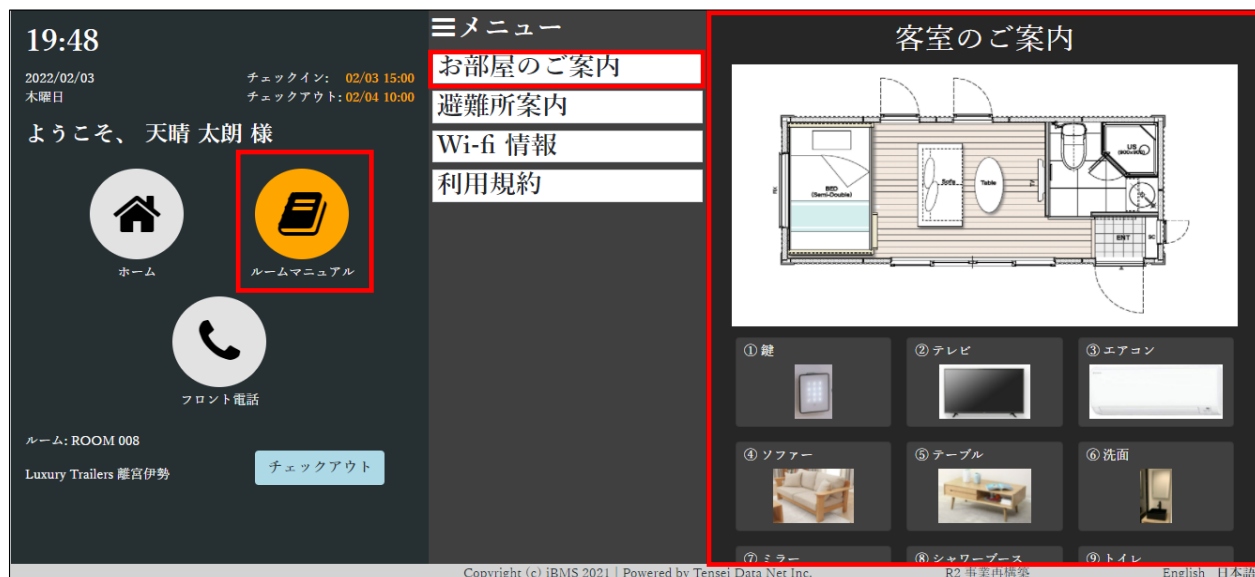 19:48
2022/02/03
木曜日
チェックイン: 02/03 15:00
チェックアウト: 02/04 10:00
ようこそ、 天晴 太朗 様
ホーム
ルームマニュアル
フロント電話
ルーム: ROOM 008
Luxury Trailers 離宮伊勢
チェックアウト
メニュー
お部屋のご案内
避難所案内
Wi-fi 情報
利用規約
客室のご案内
BED
(Semi-Double)
Sofa
Table
TV
US
ENT
① 鍵
② テレビ
③ エアコン
④ ソファー
⑤ テーブル
⑥ 洗面
⑦ ミラー
⑧ シャワーブース
⑨ トイレ
Copyright (c) iBMS 2021 | Powered by Tensei Data Net Inc.
R2 事業再構築
English 日本語